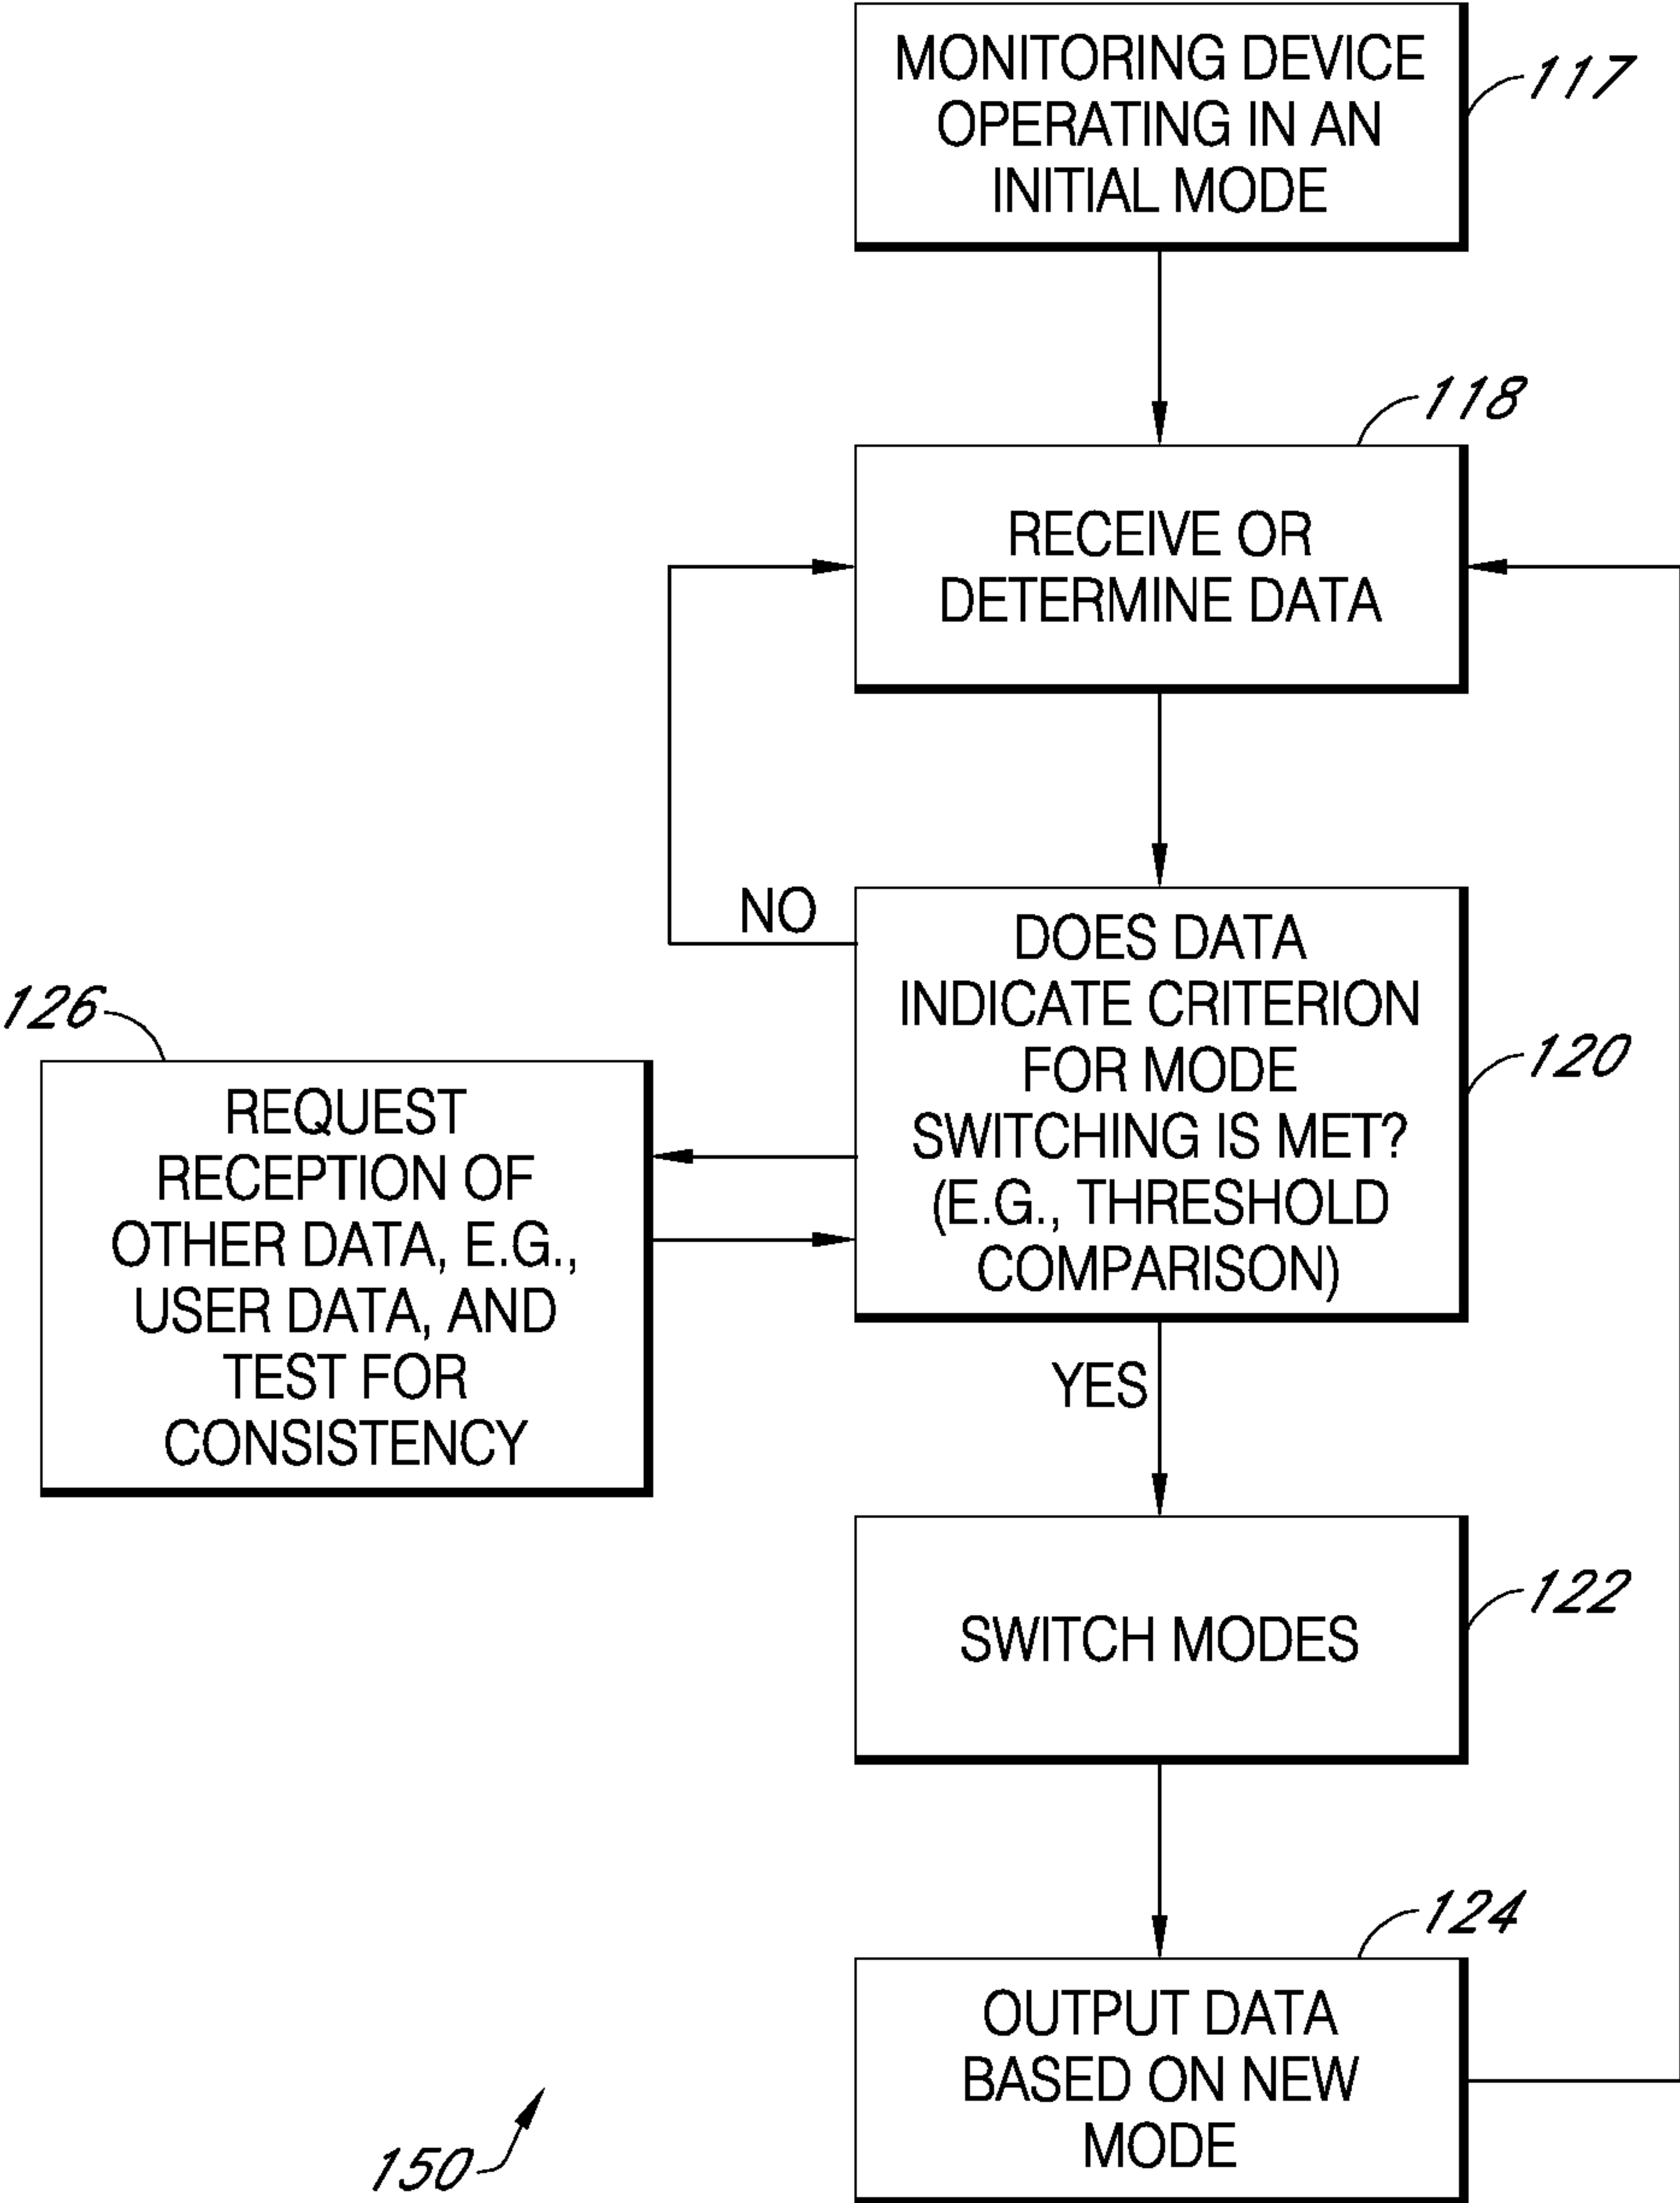 MONITORING DEVICE
OPERATING IN AN
INITIAL MODE
117
118
RECEIVE OR
DETERMINE DATA
NO
DOES DATA
INDICATE CRITERION
FOR MODE
SWITCHING IS MET?
(E.G., THRESHOLD
COMPARISON)
120
126
REQUEST
RECEPTION OF
OTHER DATA, E.G.,
USER DATA, AND
TEST FOR
CONSISTENCY
YES
SWITCH MODES
122
124
OUTPUT DATA
BASED ON NEW
MODE
150